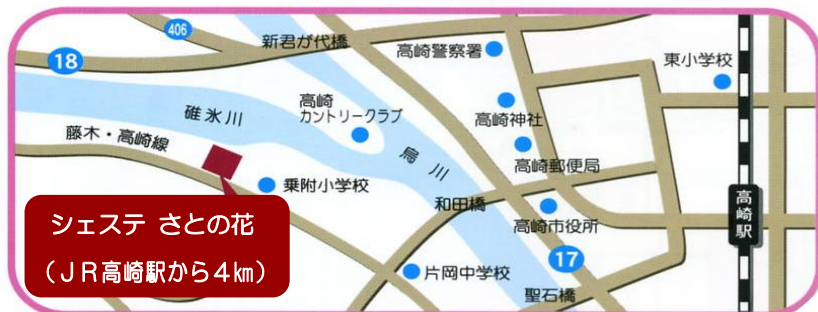 406
新君が代橋
18
高崎警察署
東小学校
碓氷川
高崎
カントリークラブ
高崎神社
藤木・高崎線
烏川
高崎郵便局
乗附小学校
和田橋
高崎駅
シェステ さとの花
高崎市役所
(JR高崎駅から4㎞)
17
片岡中学校
聖石橋